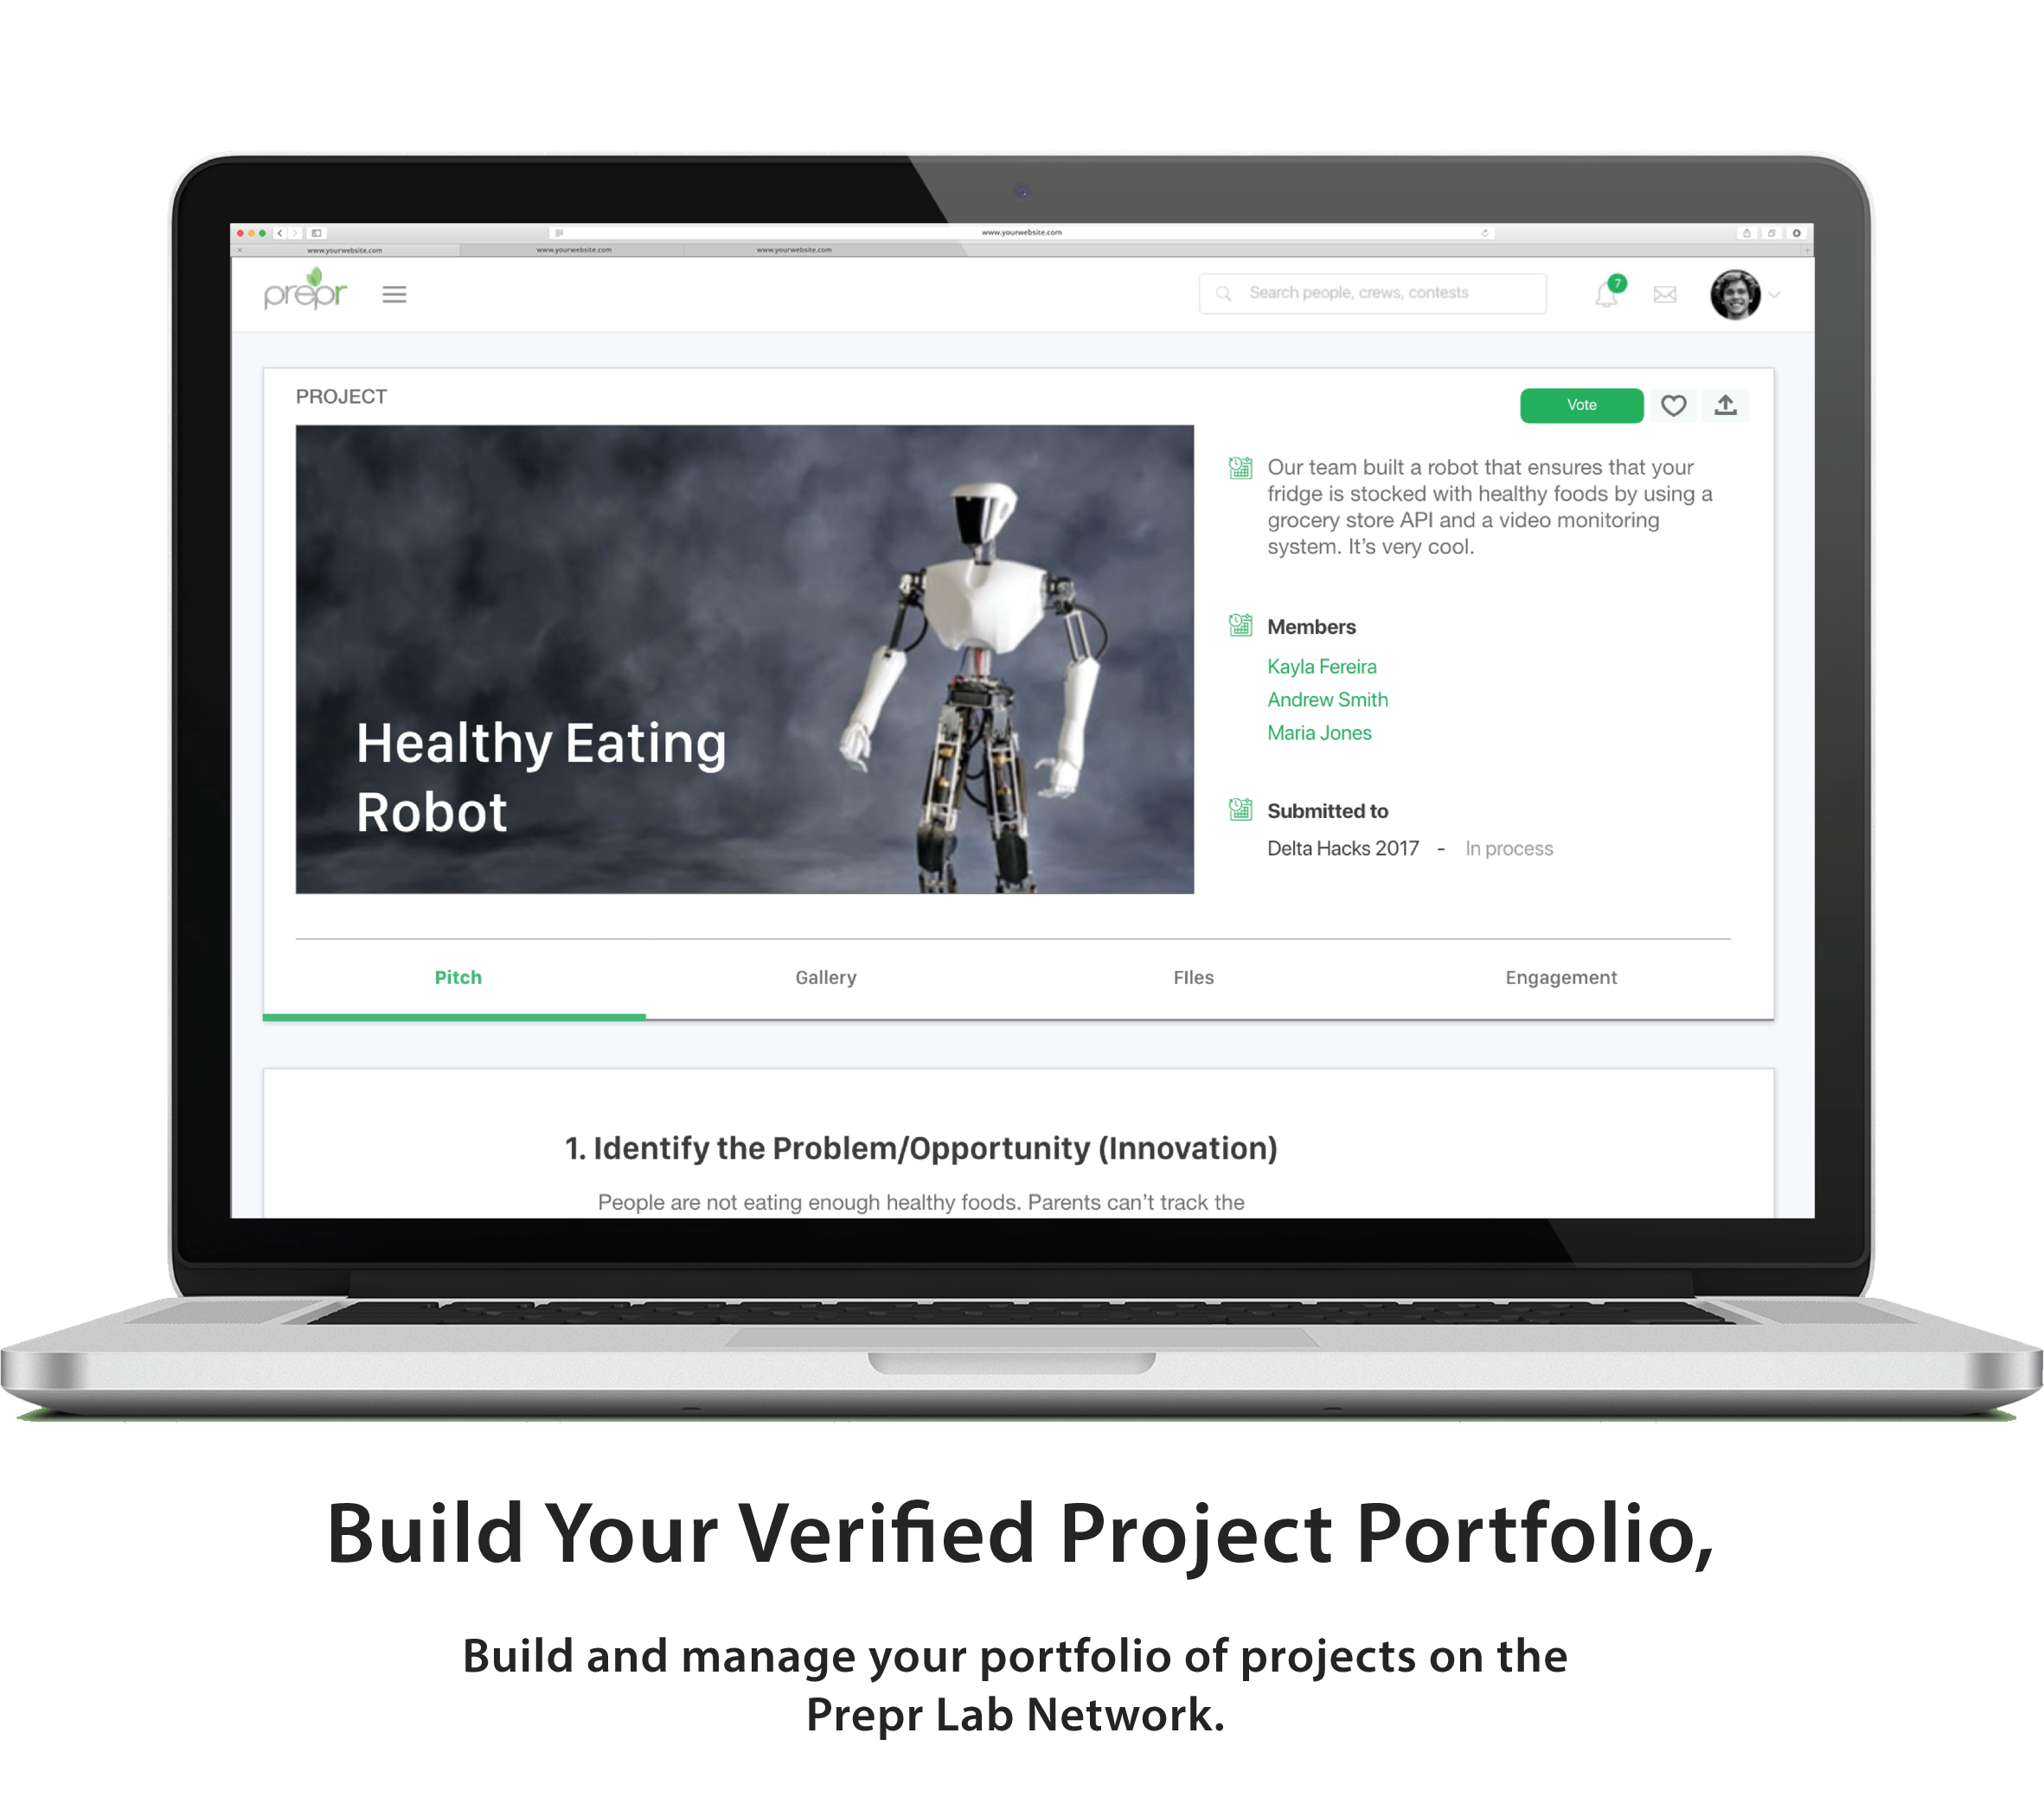 www.yourwebsite.com
www.yourwebsite.com
www.yourwebsite.com
www.yourwebsite.com
prepr
Search people, crews, contests
7
PROJECT
Vote
Healthy Eating
Robot
Our team built a robot that ensures that your
fridge is stocked with healthy foods by using a
grocery store API and a video monitoring
system. It’s very cool.
Members
Kayla Fereira
Andrew Smith
Maria Jones
Submitted to
Delta Hacks 2017 - In process
Pitch
Gallery
FIles
Engagement
1. Identify the Problem/Opportunity (Innovation)
People are not eating enough healthy foods. Parents can’t track the
Build Your Verified Project Portfolio,
Build and manage your portfolio of projects on the
Prepr Lab Network.